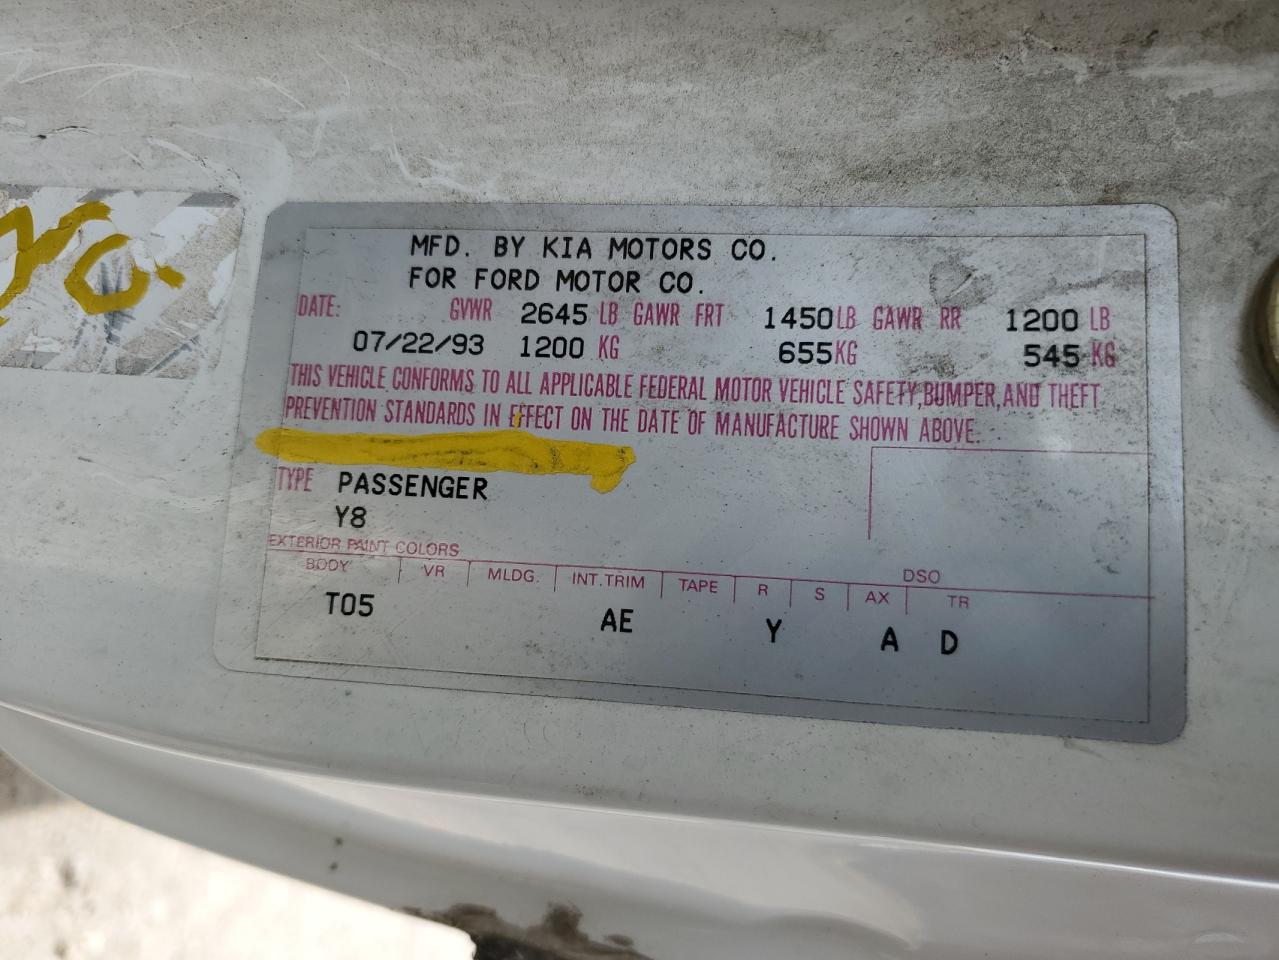 MFD. BY KIA MOTORS CO.
FOR FORD MOTOR CO.
DATE: GVWR 2645 LB GAWR FRT 1450 LB GAWR RR 1200 LB
07/22/93 1200 KG 655 KG 545 KG
THIS VEHICLE CONFORMS TO ALL APPLICABLE FEDERAL MOTOR VEHICLE SAFETY, BUMPER, AND THEFT
PREVENTION STANDARDS IN EFFECT ON THE DATE OF MANUFACTURE SHOWN ABOVE.
TYPE PASSENGER
Y8
EXTERIOR PAINT COLORS
DSO
BODY VR MLDG. INT. TRIM TAPE R S AX TR
T05 AE Y A D